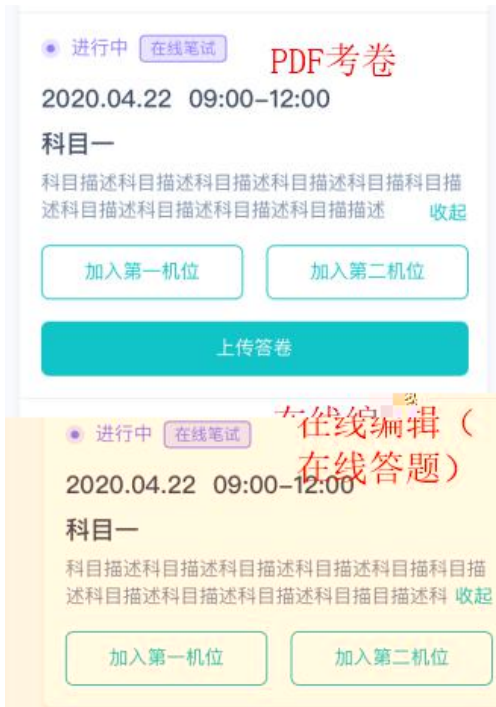 进行中 在线笔试 PDF考卷
2020.04.22 09:00-12:00
科目一
科目描述科目描述科目描述科目描述科目描科目描
述科目描述科目描述科目描述科目描描述 收起
加入第一机位 加入第二机位
上传答卷
在线编辑（
进行中 在线笔试
在线答题）
2020.04.22 09:00-12:00
科目一
科目描述科目描述科目描述科目描述科目描科目描
述科目描述科目描述科目描述科目描目描述科 收起
加入第一机位 加入第二机位